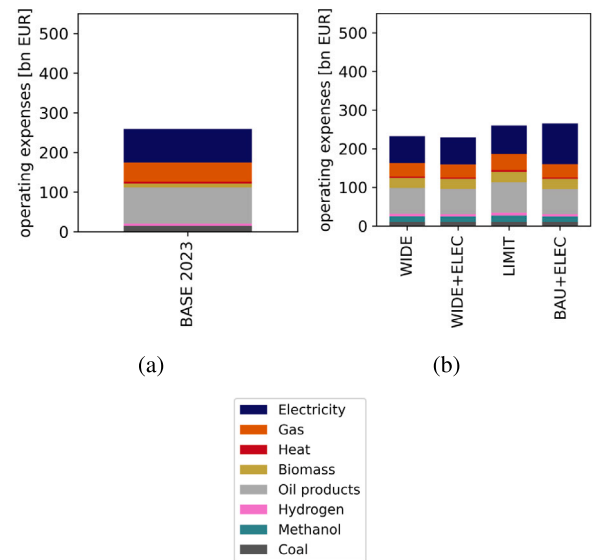 operating expenses [bn EUR]
500
400
300
200
100
0
BASE 2023
(a)
operating expenses [bn EUR]
500
400
300
200
100
0
WIDE
WIDE+ELEC
LIMIT
BAU+ELEC
(b)
Electricity
Gas
Heat
Biomass
Oil products
Hydrogen
Methanol
Coal